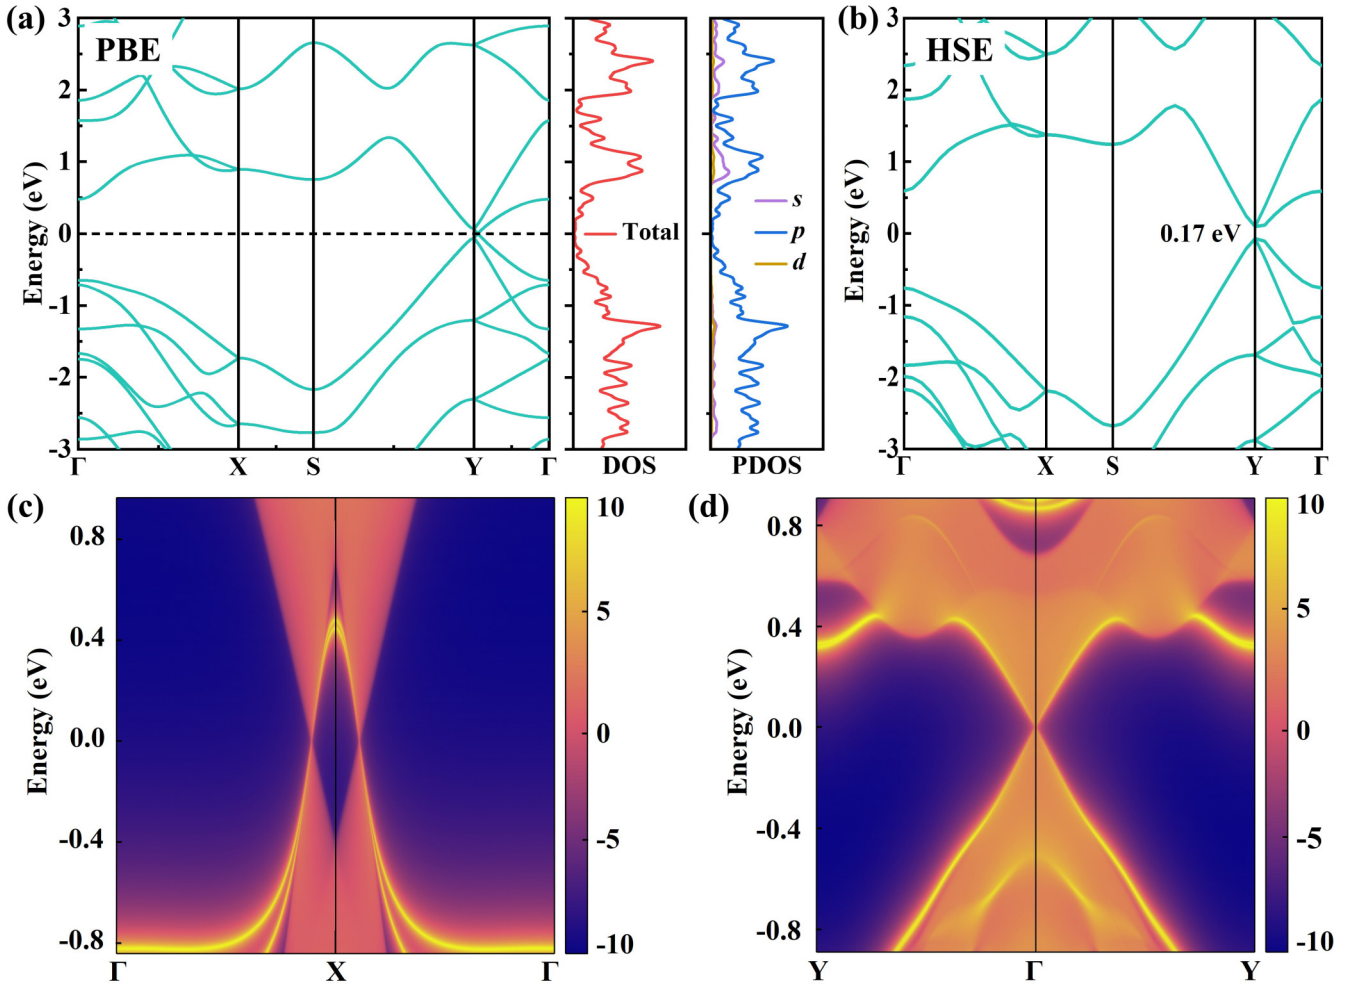 (a)
PBE
Energy (eV)
3
2
1
0
-1
-2
-3
Γ X S Y Γ
Total
DOS
s
p
d
PDOS
(b)
HSE
Energy (eV)
3
2
1
0
-1
-2
-3
0.17 eV
Γ X S Y Γ
(c)
Energy (eV)
0.8
0.4
0.0
-0.4
-0.8
Γ X Γ
10
5
0
-5
-10
(d)
Energy (eV)
0.8
0.4
0.0
-0.4
-0.8
Y Γ Y
10
5
0
-5
-10